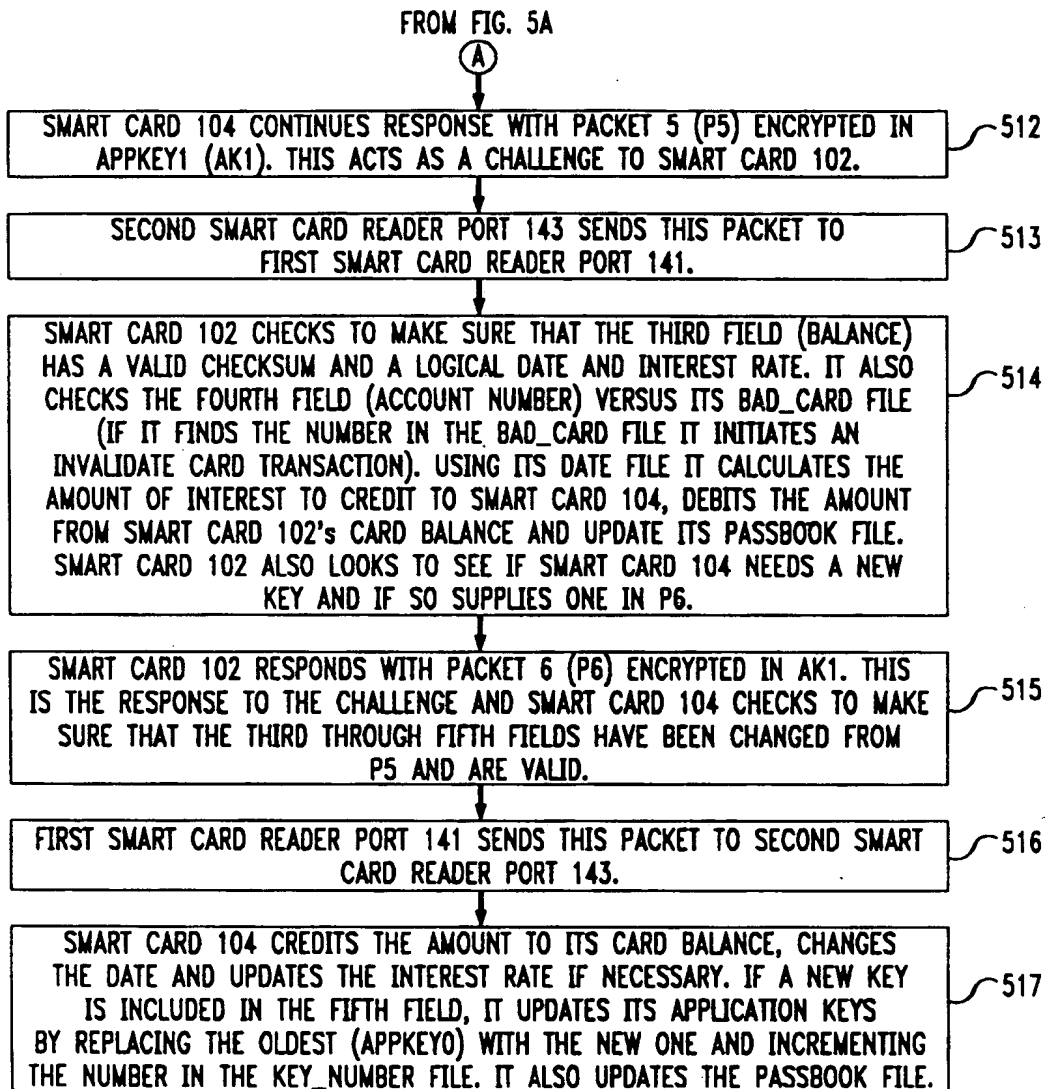 FROM FIG. 5A
A
SMART CARD 104 CONTINUES RESPONSE WITH PACKET 5 (P5) ENCRYPTED IN
APPKEY1 (AK1). THIS ACTS AS A CHALLENGE TO SMART CARD 102.
512
SECOND SMART CARD READER PORT 143 SENDS THIS PACKET TO
FIRST SMART CARD READER PORT 141.
513
SMART CARD 102 CHECKS TO MAKE SURE THAT THE THIRD FIELD (BALANCE)
HAS A VALID CHECKSUM AND A LOGICAL DATE AND INTEREST RATE. IT ALSO
CHECKS THE FOURTH FIELD (ACCOUNT NUMBER) VERSUS ITS BAD_CARD FILE
(IF IT FINDS THE NUMBER IN THE BAD_CARD FILE IT INITIATES AN
INVALIDATE CARD TRANSACTION). USING ITS DATE FILE IT CALCULATES THE
AMOUNT OF INTEREST TO CREDIT TO SMART CARD 104, DEBITS THE AMOUNT
FROM SMART CARD 102's CARD BALANCE AND UPDATE ITS PASSBOOK FILE.
SMART CARD 102 ALSO LOOKS TO SEE IF SMART CARD 104 NEEDS A NEW
KEY AND IF SO SUPPLIES ONE IN P6.
514
SMART CARD 102 RESPONDS WITH PACKET 6 (P6) ENCRYPTED IN AK1. THIS
IS THE RESPONSE TO THE CHALLENGE AND SMART CARD 104 CHECKS TO MAKE
SURE THAT THE THIRD THROUGH FIFTH FIELDS HAVE BEEN CHANGED FROM
P5 AND ARE VALID.
515
FIRST SMART CARD READER PORT 141 SENDS THIS PACKET TO SECOND SMART
CARD READER PORT 143.
516
SMART CARD 104 CREDITS THE AMOUNT TO ITS CARD BALANCE, CHANGES
THE DATE AND UPDATES THE INTEREST RATE IF NECESSARY. IF A NEW KEY
IS INCLUDED IN THE FIFTH FIELD, IT UPDATES ITS APPLICATION KEYS
BY REPLACING THE OLDEST (APPKEY0) WITH THE NEW ONE AND INCREMENTING
THE NUMBER IN THE KEY_NUMBER FILE. IT ALSO UPDATES THE PASSBOOK FILE.
517